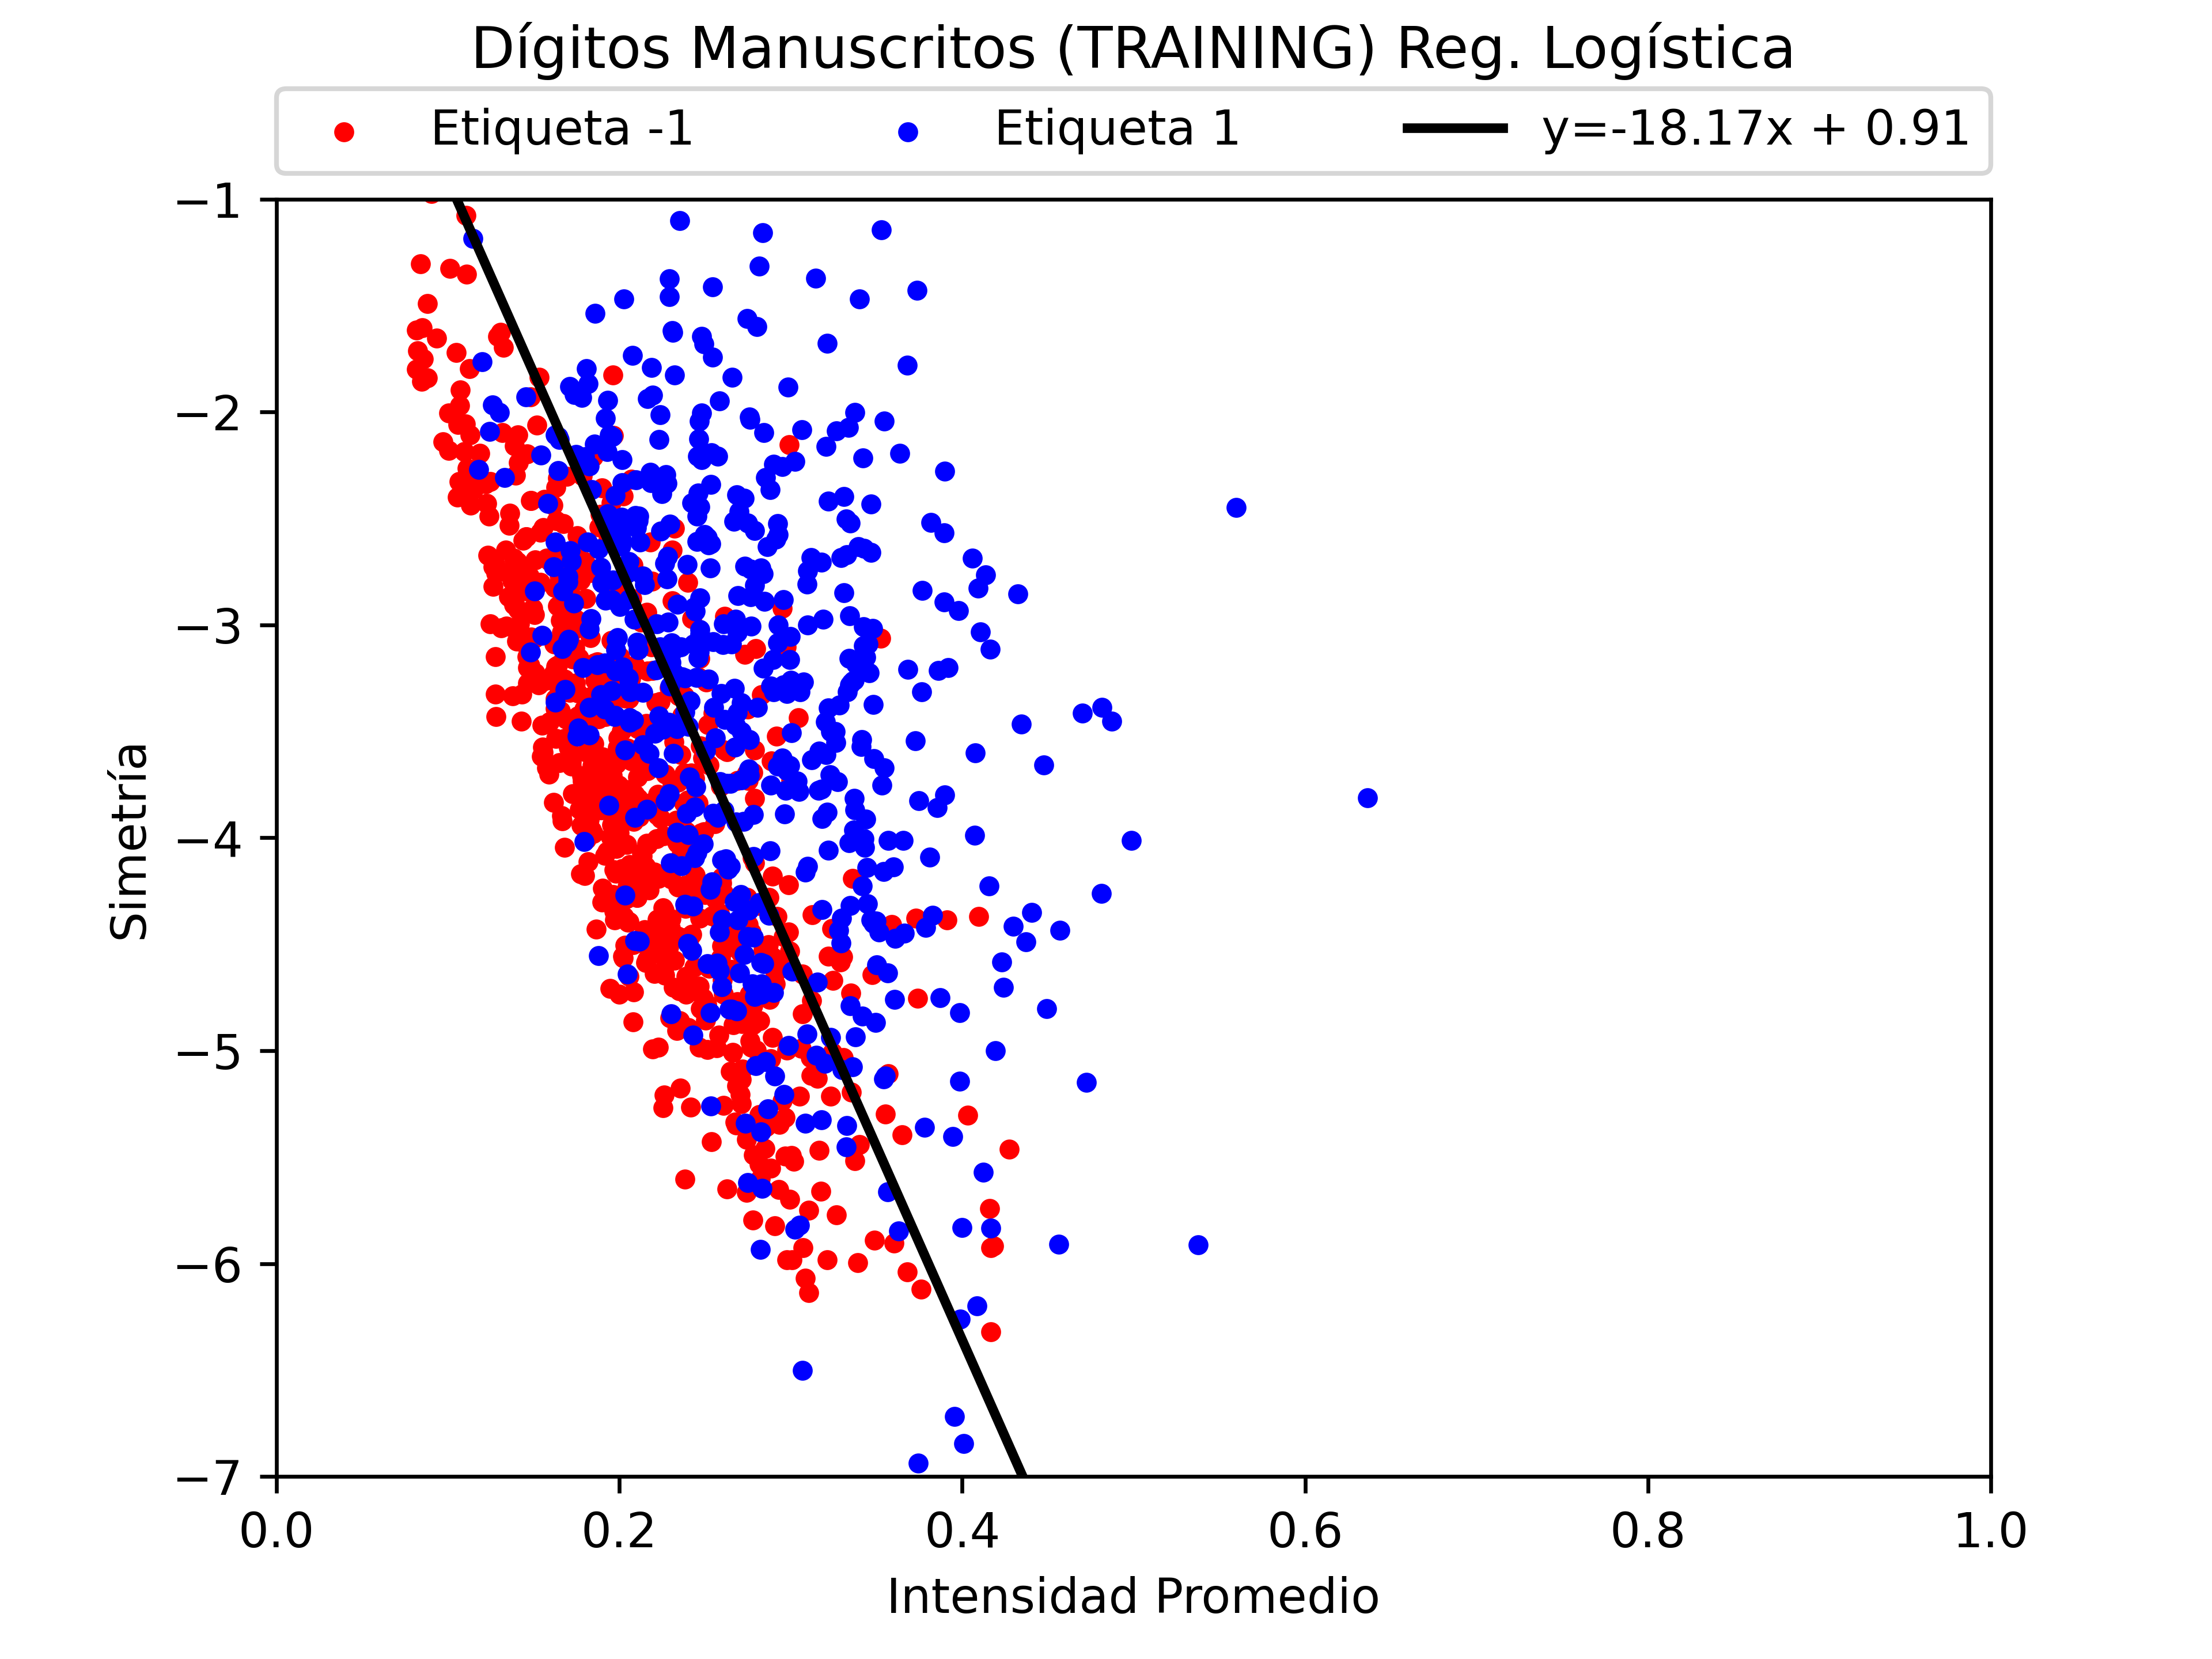 Dígitos Manuscritos (TRAINING) Reg. Logística
Etiqueta -1 Etiqueta 1 y=-18.17x + 0.91
−1
−2
−3
−4
−5
−6
−7
Simetría
0.0 0.2 0.4 0.6 0.8 1.0
Intensidad Promedio